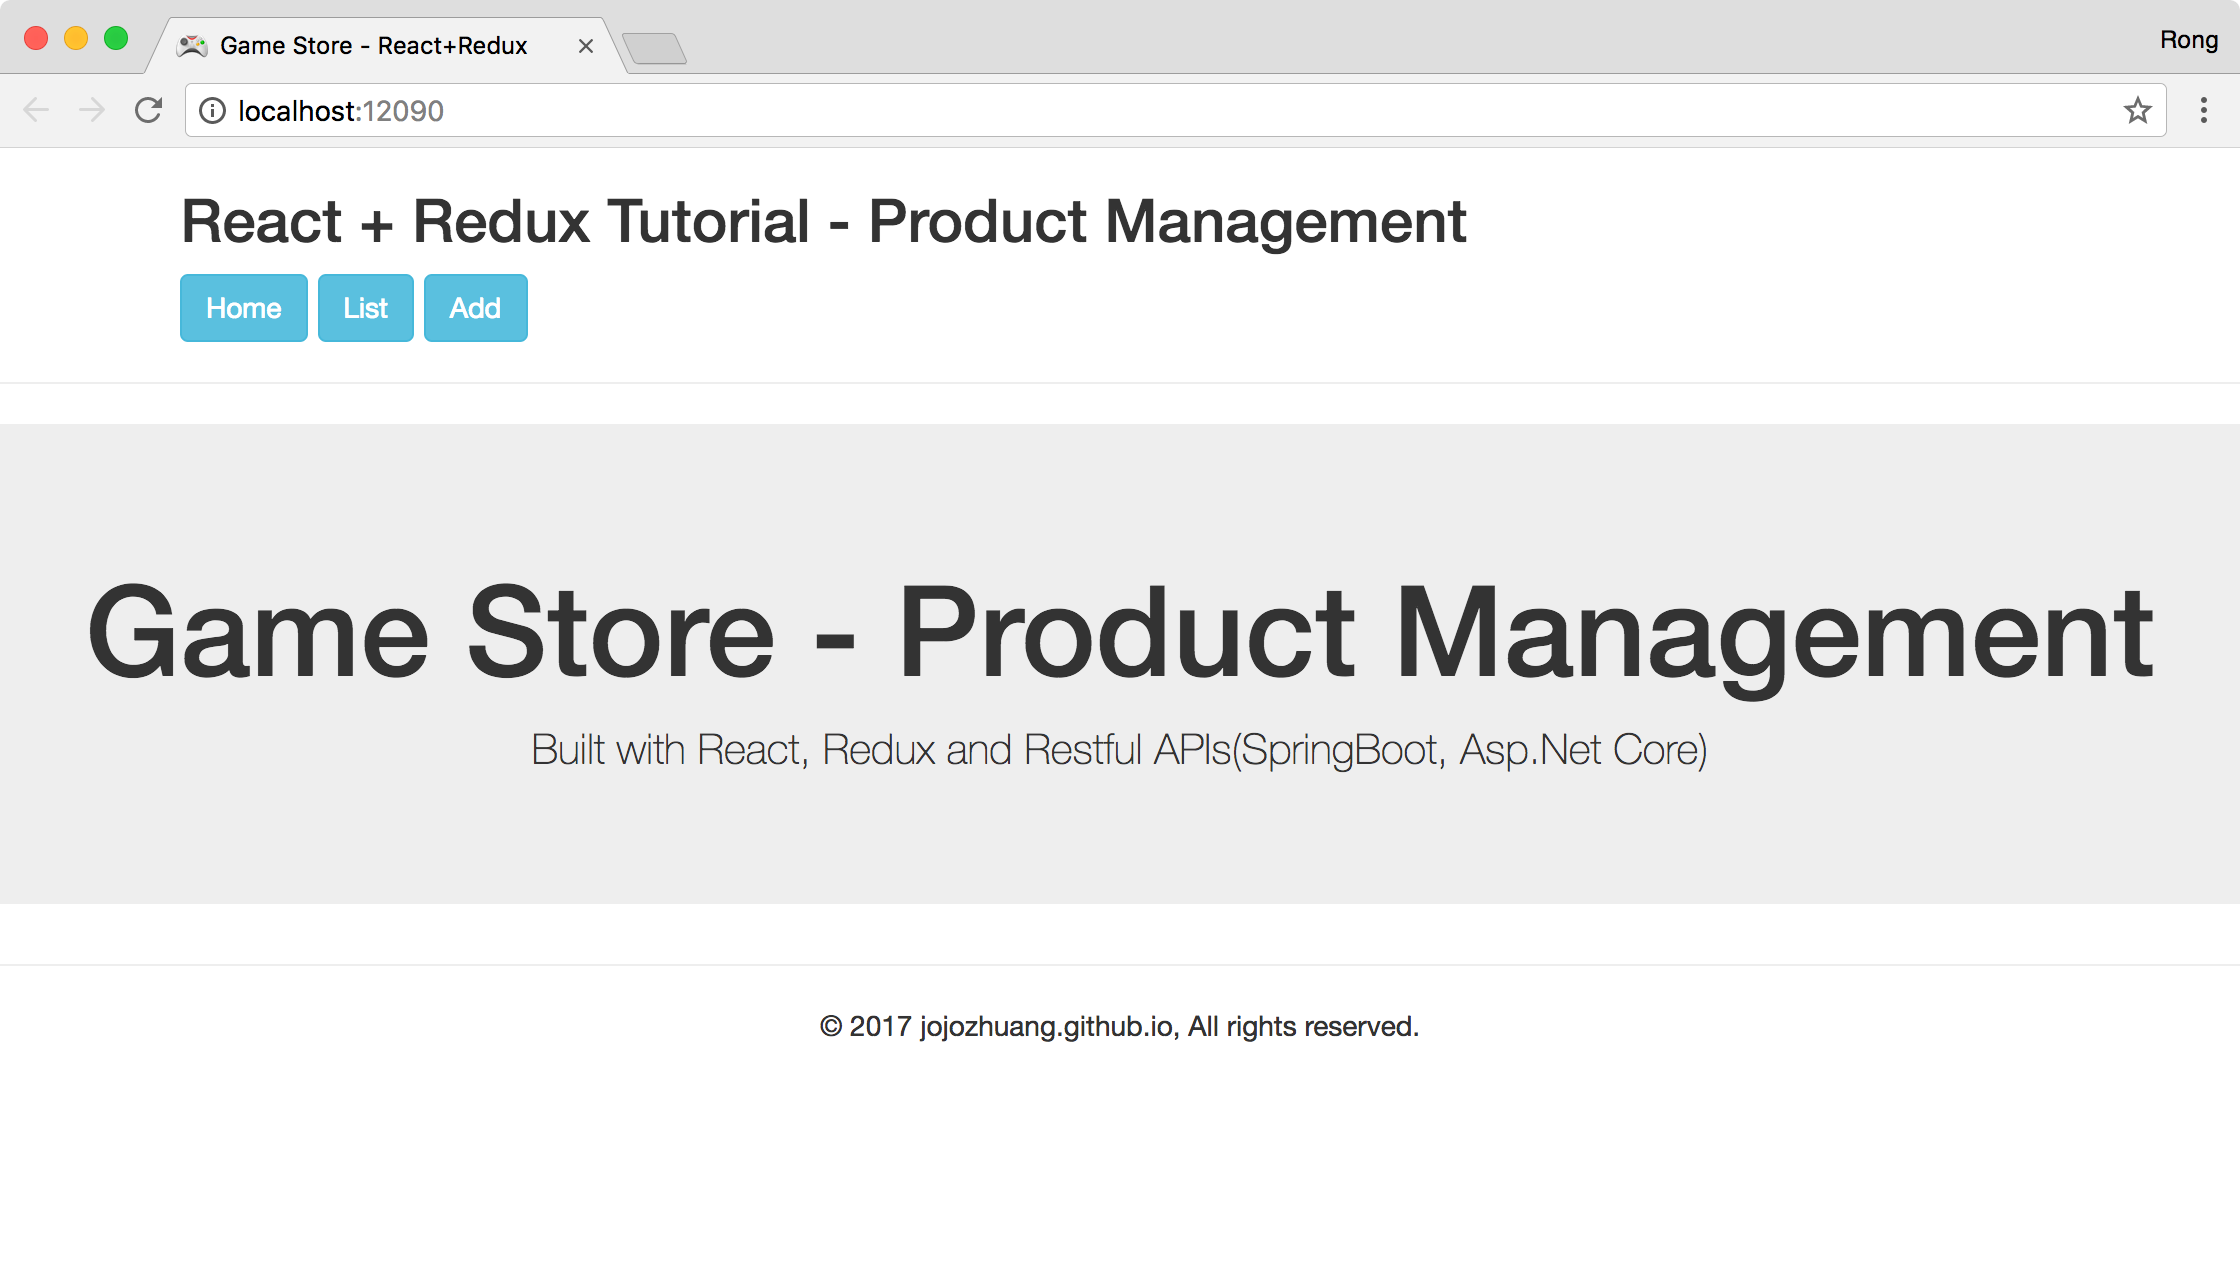 Game Store - React+Redux
Rong
localhost:12090
React + Redux Tutorial - Product Management
Home List Add
Game Store - Product Management
Built with React, Redux and Restful APIs(SpringBoot, Asp.Net Core)
© 2017 jojozhuang.github.io, All rights reserved.